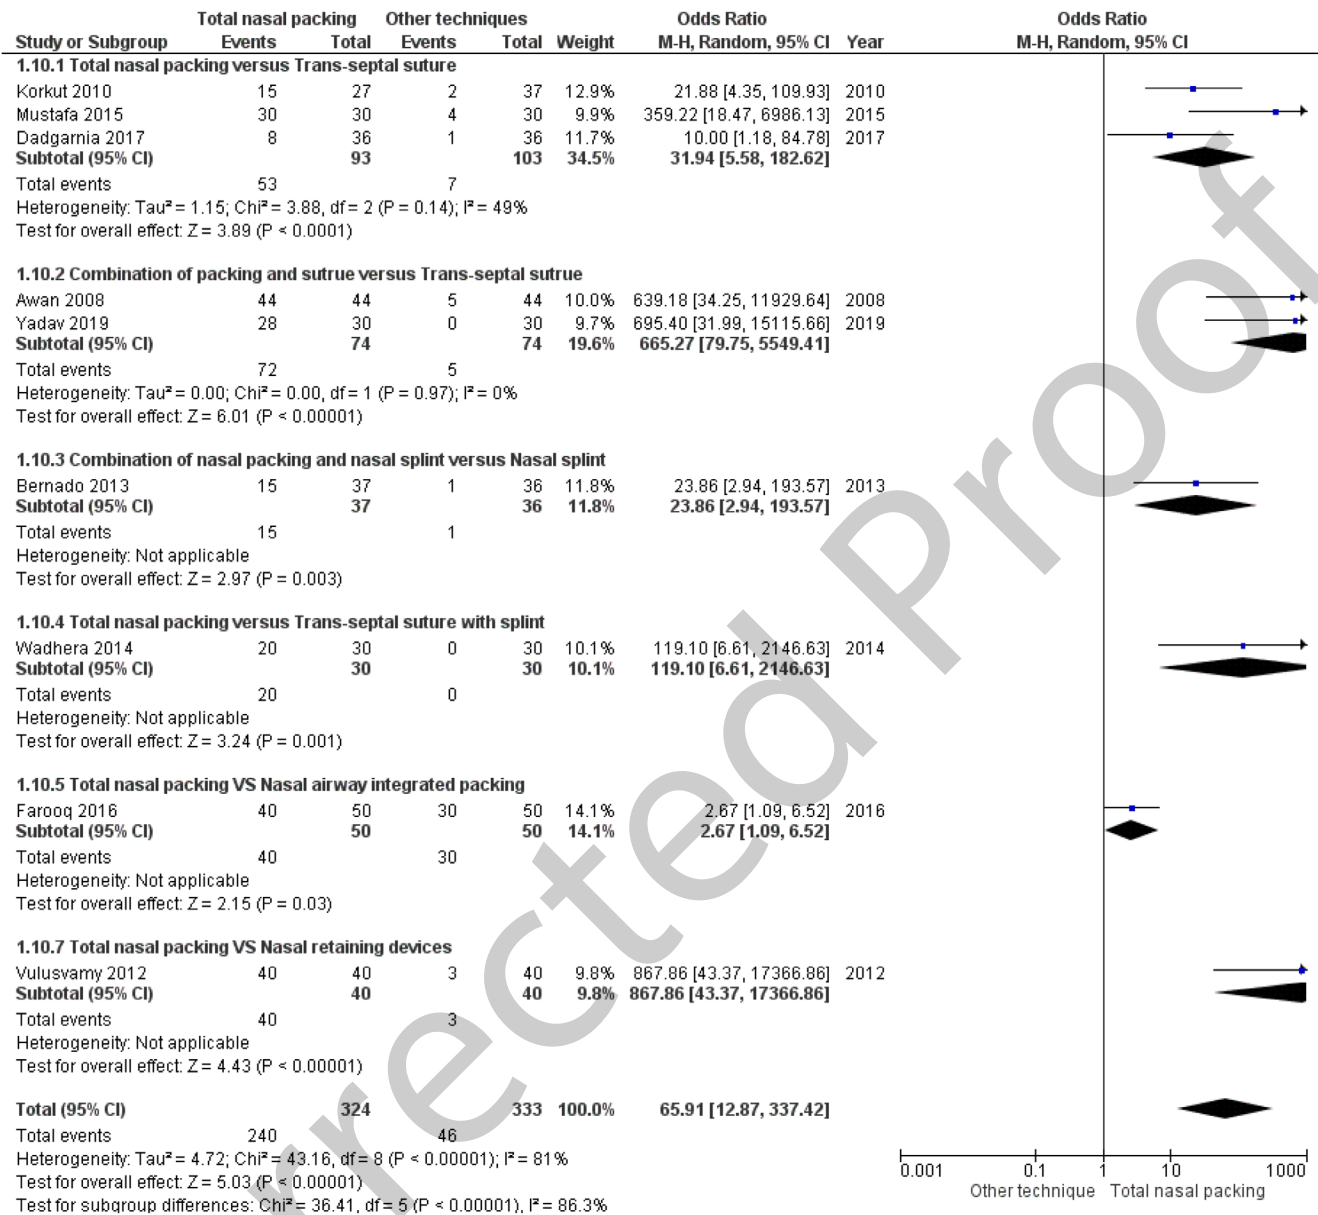 Total nasal packing Other techniques Odds Ratio Odds Ratio
Study or Subgroup Events Total Events Total Weight M-H, Random, 95% CI Year M-H, Random, 95% CI
1.10.1 Total nasal packing versus Trans-septal suture
Korkut 2010 15 27 2 37 12.9% 21.88 [4.35, 109.93] 2010
Mustafa 2015 30 30 4 30 9.9% 359.22 [18.47, 6986.13] 2015
Dadgarnia 2017 8 36 1 36 11.7% 10.00 [1.18, 84.78] 2017
Subtotal (95% CI) 93 103 34.5% 31.94 [5.58, 182.62]
Total events 53 7
Heterogeneity: Tau² = 1.15; Chi² = 3.88, df = 2 (P = 0.14); I² = 49%
Test for overall effect: Z = 3.89 (P < 0.0001)
1.10.2 Combination of packing and sutrue versus Trans-septal sutrue
Awan 2008 44 44 5 44 10.0% 639.18 [34.25, 11929.64] 2008
Yadav 2019 28 30 0 30 9.7% 695.40 [31.99, 15115.66] 2019
Subtotal (95% CI) 74 74 19.6% 665.27 [79.75, 5549.41]
Total events 72 5
Heterogeneity: Tau² = 0.00; Chi² = 0.00, df = 1 (P = 0.97); I² = 0%
Test for overall effect: Z = 6.01 (P < 0.00001)
1.10.3 Combination of nasal packing and nasal splint versus Nasal splint
Bernado 2013 15 37 1 36 11.8% 23.86 [2.94, 193.57] 2013
Subtotal (95% CI) 37 36 11.8% 23.86 [2.94, 193.57]
Total events 15 1
Heterogeneity: Not applicable
Test for overall effect: Z = 2.97 (P = 0.003)
1.10.4 Total nasal packing versus Trans-septal suture with splint
Wadhera 2014 20 30 0 30 10.1% 119.10 [6.61, 2146.63] 2014
Subtotal (95% CI) 30 30 10.1% 119.10 [6.61, 2146.63]
Total events 20 0
Heterogeneity: Not applicable
Test for overall effect: Z = 3.24 (P = 0.001)
1.10.5 Total nasal packing VS Nasal airway integrated packing
Farooq 2016 40 50 30 50 14.1% 2.67 [1.09, 6.52] 2016
Subtotal (95% CI) 50 50 14.1% 2.67 [1.09, 6.52]
Total events 40 30
Heterogeneity: Not applicable
Test for overall effect: Z = 2.15 (P = 0.03)
1.10.7 Total nasal packing VS Nasal retaining devices
Vulusvamy 2012 40 40 3 40 9.8% 867.86 [43.37, 17366.86] 2012
Subtotal (95% CI) 40 40 9.8% 867.86 [43.37, 17366.86]
Total events 40 3
Heterogeneity: Not applicable
Test for overall effect: Z = 4.43 (P < 0.00001)
Total (95% CI) 324 333 100.0% 65.91 [12.87, 337.42]
Total events 240 46
Heterogeneity: Tau² = 4.72; Chi² = 43.16, df = 8 (P < 0.00001); I² = 81%
Test for overall effect: Z = 5.03 (P < 0.00001)
Test for subgroup differences: Chi² = 36.41, df = 5 (P < 0.00001), I² = 86.3%
0.001 0.1 1 10 1000
Other technique Total nasal packing
rrected Proof